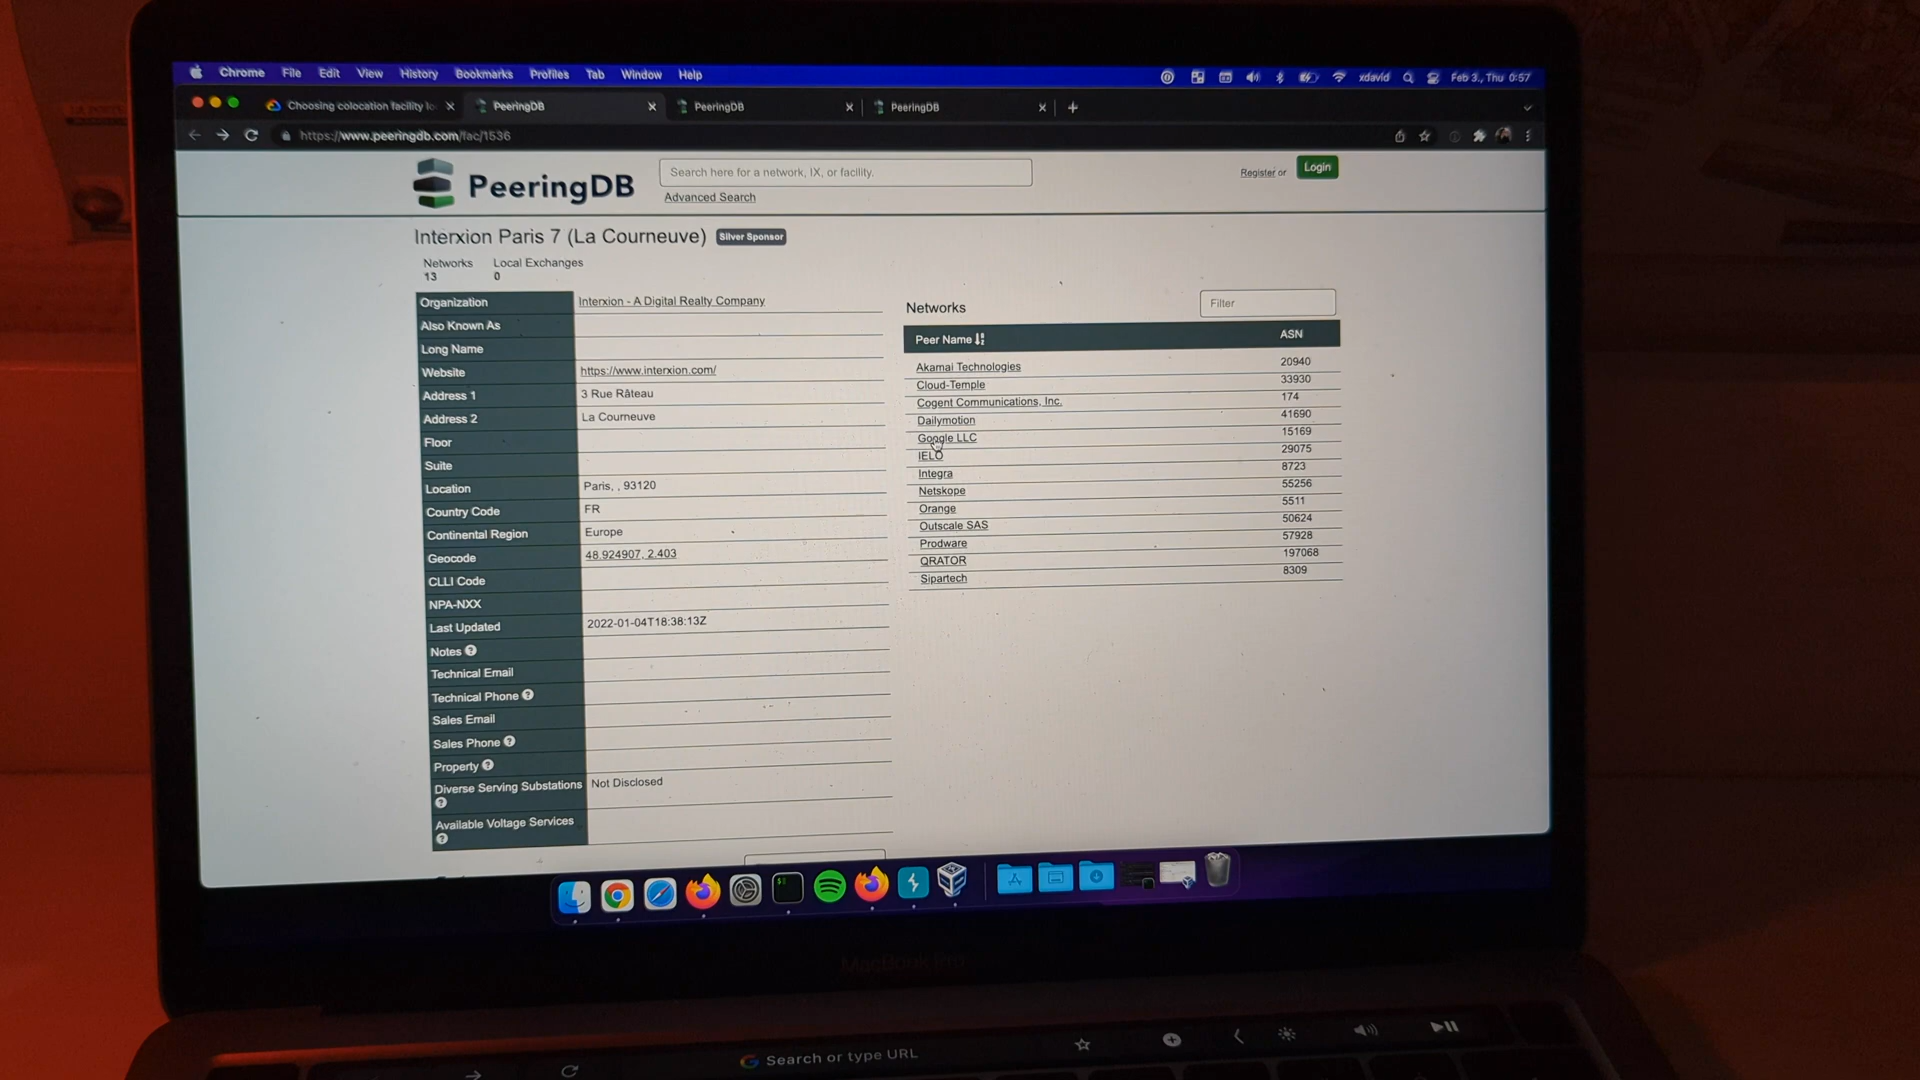 Chrome File Edit View History Bookmarks Profiles Tab Window Help xdavid Feb 3., Thu 0:57
Choosing colocation facility lo PeeringDB PeeringDB PeeringDB
https://www.peeringdb.com/fac/1536
PeeringDB
Search here for a network, IX, or facility.
Advanced Search
Register or Login
Interxion Paris 7 (La Courneuve) Silver Sponsor
Networks Local Exchanges
13 0
Organization Interxion - A Digital Realty Company
Also Known As
Long Name
Website https://www.interxion.com/
Address 1 3 Rue Râteau
Address 2 La Courneuve
Floor
Suite
Location Paris, , 93120
Country Code FR
Continental Region Europe
Geocode 48.924907, 2.403
CLLI Code
NPA-NXX
Last Updated 2022-01-04T18:38:13Z
Notes ?
Technical Email
Technical Phone ?
Sales Email
Sales Phone ?
Property ?
Diverse Serving Substations Not Disclosed
?
Available Voltage Services
?
Networks Filter
Peer Name ASN
Akamai Technologies 20940
Cloud-Temple 33930
Cogent Communications, Inc. 174
Dailymotion 41690
Google LLC 15169
IELO 29075
Integra 8723
Netskope 55256
Orange 5511
Outscale SAS 50624
Prodware 57928
QRATOR 197068
Sipartech 8309
MacBook Pro
Search or type URL